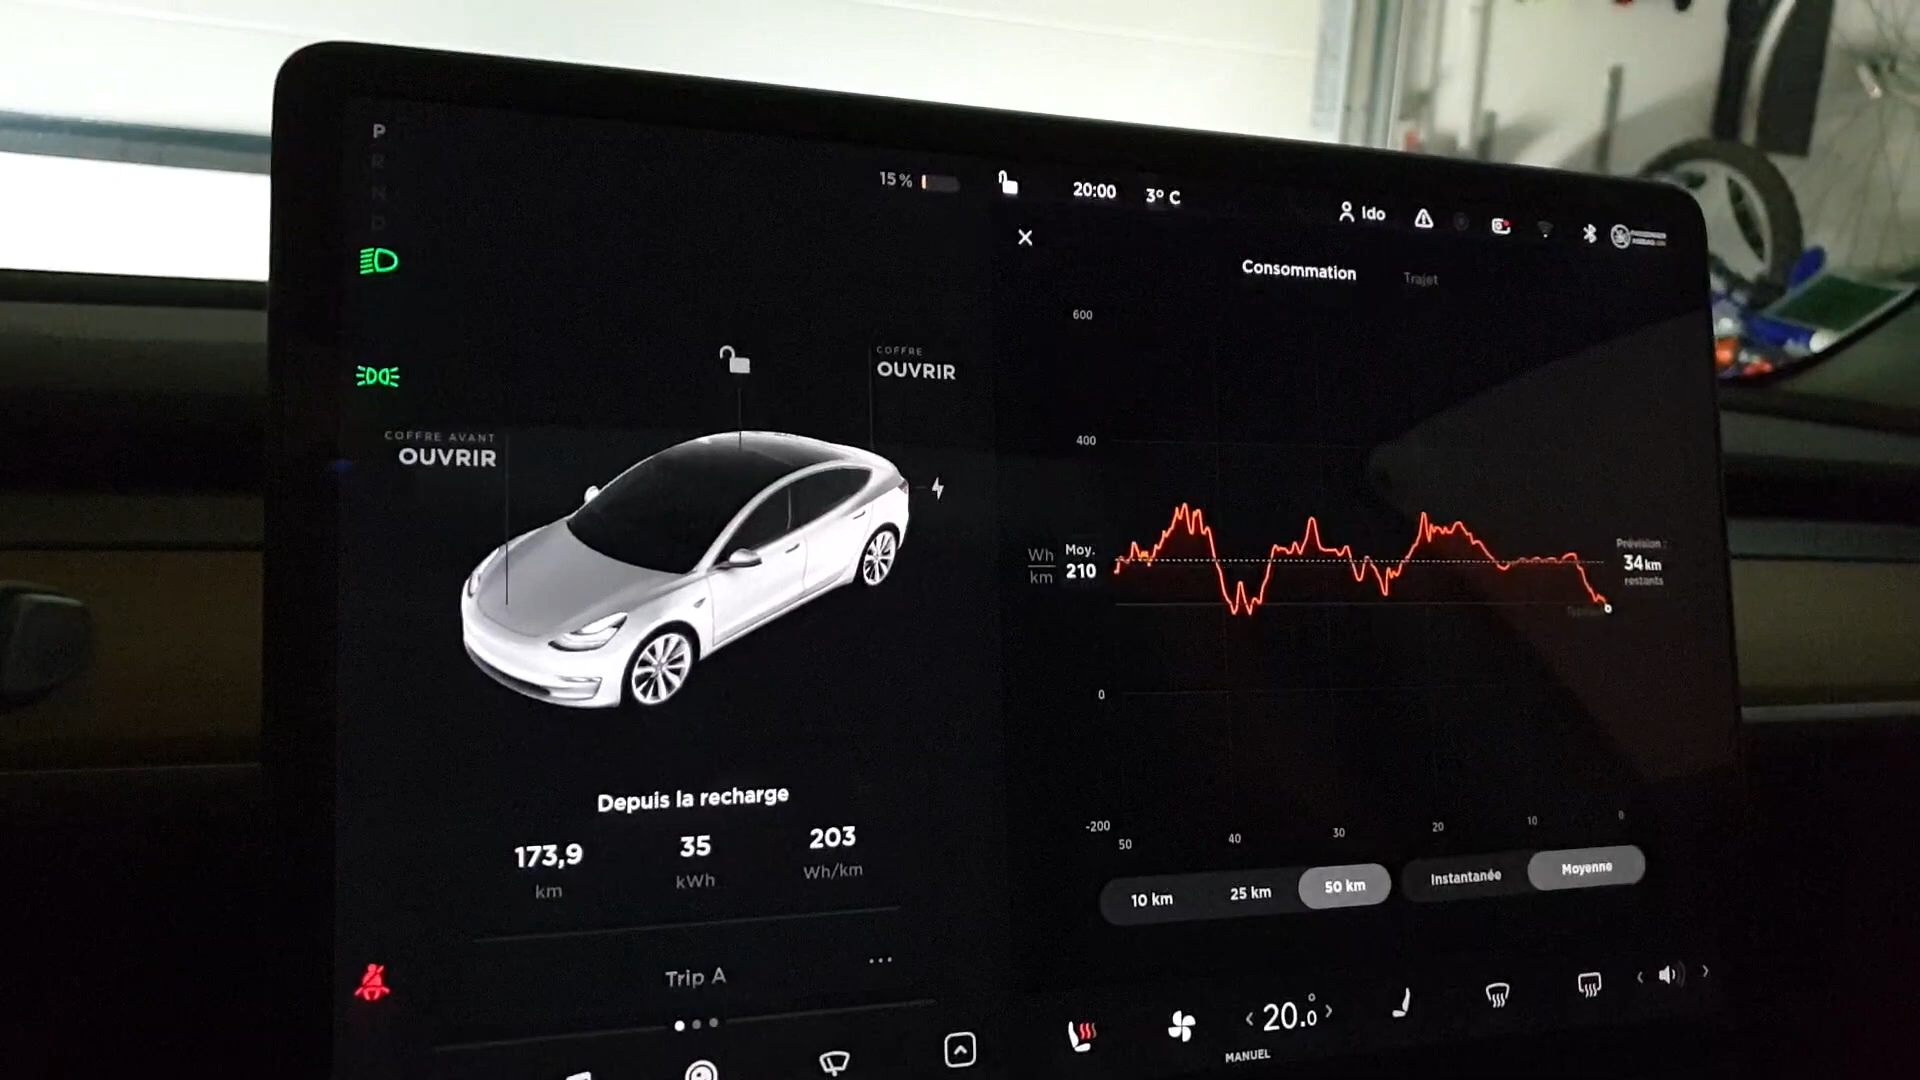 P
R
N
D
15 %
20:00
3° C
Ido
Consommation
Trajet
COFFRE
OUVRIR
COFFRE AVANT
OUVRIR
600
400
0
-200
Wh
km
Moy.
210
Prévision :
34 km
restants
50
40
30
20
10
0
10 km
25 km
50 km
Instantanée
Moyenne
Depuis la recharge
173,9
km
35
kWh
203
Wh/km
Trip A
...
20.0°
MANUEL